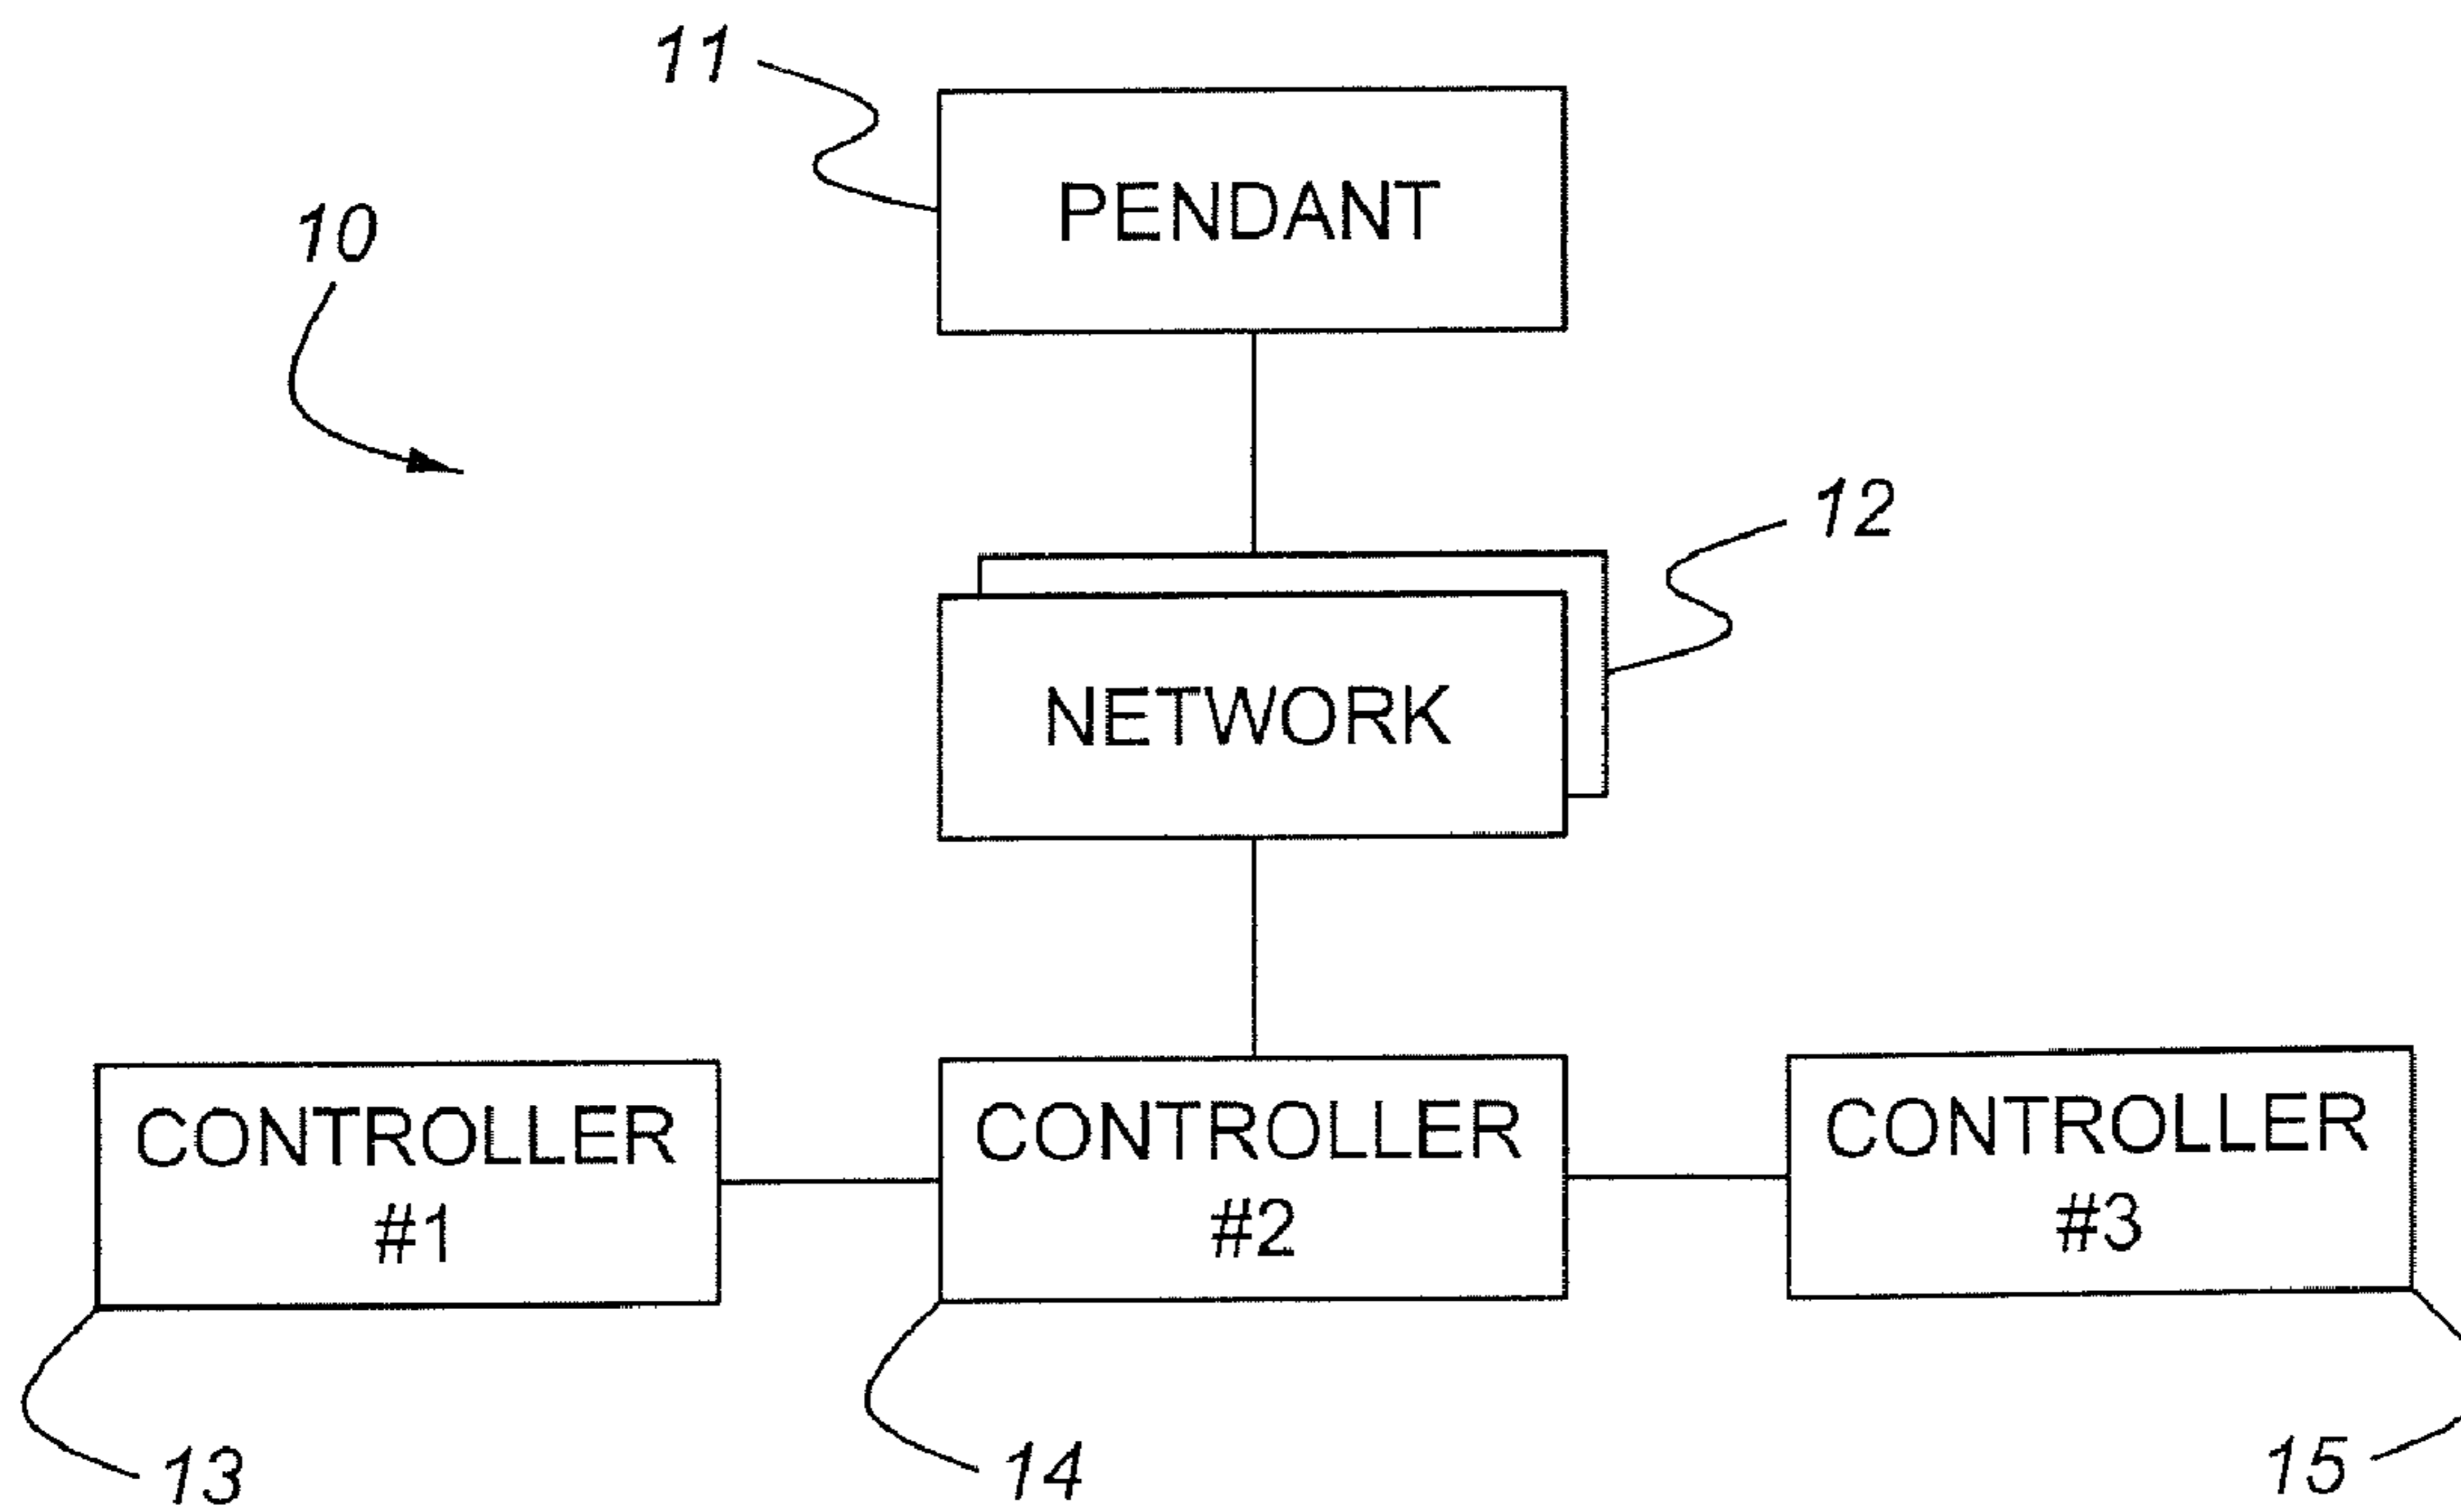 11
PENDANT
10
12
NETWORK
CONTROLLER
#1
CONTROLLER
#2
CONTROLLER
#3
13
14
15